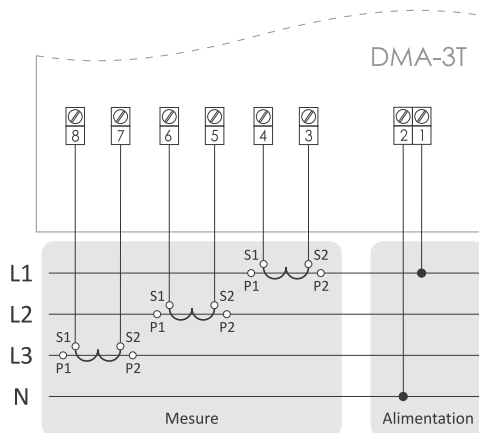 DMA-3T
8 7 6 5 4 3 2 1
S1 S2
L1 P1 P2
S1 S2
L2 P1 P2
S1 S2
L3 P1 P2
N
Mesure Alimentation